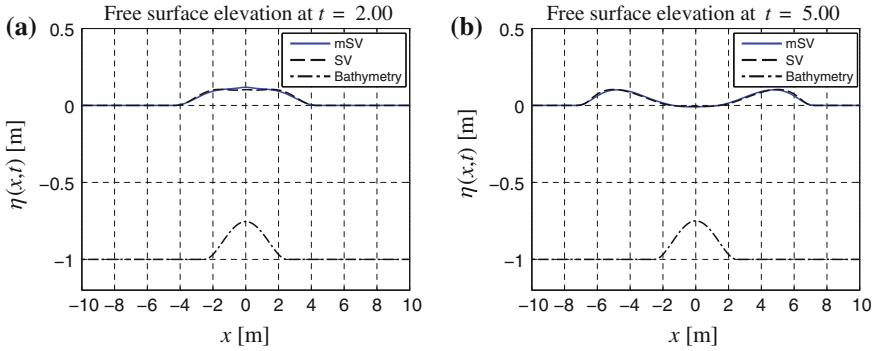 (a)
Free surface elevation at t = 2.00
0.5
0
−0.5
−1
η(x,t) [m]
mSV
SV
Bathymetry
−10 −8 −6 −4 −2 0 2 4 6 8 10
x [m]
(b)
Free surface elevation at t = 5.00
0.5
0
−0.5
−1
η(x,t) [m]
mSV
SV
Bathymetry
−10 −8 −6 −4 −2 0 2 4 6 8 10
x [m]